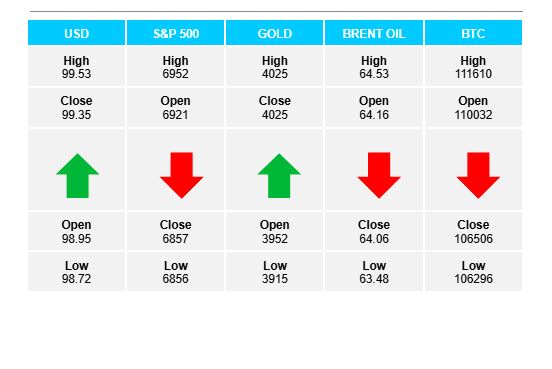 USD S&P 500 GOLD BRENT OIL BTC
High High High High High
99.53 6952 4025 64.53 111610
Close Open Close Open Open
99.35 6921 4025 64.16 110032
Open Close Open Close Close
98.95 6857 3952 64.06 106506
Low Low Low Low Low
98.72 6856 3915 63.48 106296